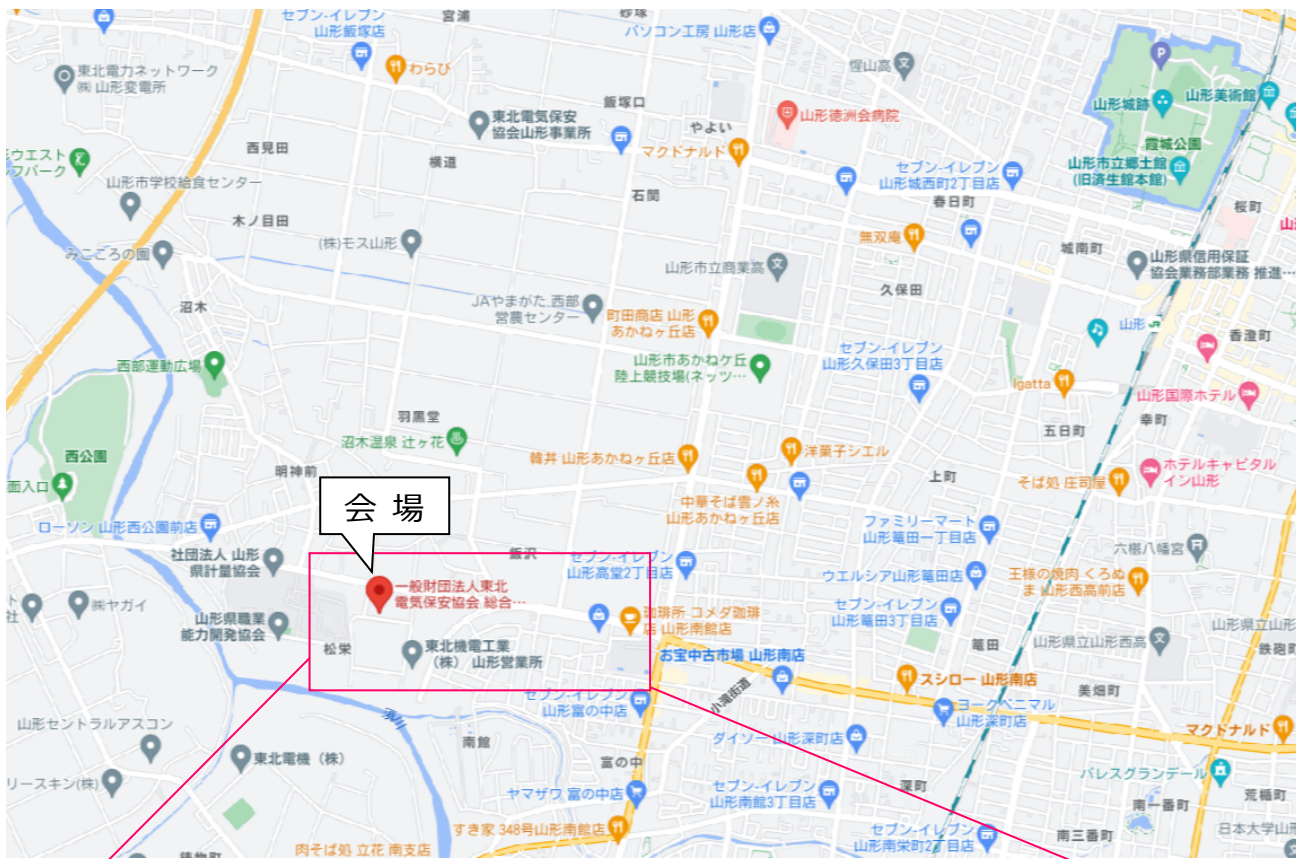 セブン-イレブン
山形飯塚店
宮浦
砂塚
パソコン工房 山形店
東北電力ネットワーク
㈱ 山形変電所
わらび
惺山高
P
山形城跡
山形美術館
東北電気保安
協会山形事業所
飯塚口
やよい
山形徳洲会病院
霞城公園
西見田
横道
マクドナルド
セブン-イレブン
山形城西町2丁目店
山形市立郷土館
(旧済生館本館)
ウエスト
フパーク
山形市学校給食センター
石関
春日町
桜町
木ノ目田
(株)モス山形
無双庵
城南町
みこころの園
山形市立商業高
山形県信用保証
協会業務部業務 推進…
久保田
沼木
JAやまがた 西部
営農センター
町田商店 山形
あかねヶ丘店
山形
香澄町
西部運動広場
山形市あかねケ丘
陸上競技場(ネッツ…
セブン-イレブン
山形久保田3丁目店
Igatta
山形国際ホテル
羽黒堂
沼木温泉 辻ヶ花
五日町
幸町
西公園
明神前
韓丼 山形あかねヶ丘店
洋菓子シエル
上町
ホテルキャピタル
イン山形
面入口
会 場
中華そば雲ノ糸
山形あかねヶ丘店
そば処 庄司屋
ローソン 山形西公園前店
ファミリーマート
山形篭田一丁目店
社団法人 山形
県計量協会
飯沢
セブン-イレブン
山形高堂2丁目店
六椹八幡宮
ウエルシア山形篭田店
王様の焼肉 くろぬ
ま 山形西高前店
一般財団法人東北
電気保安協会 総合…
㈱ヤガイ
社
山形県職業
能力開発協会
珈琲所 コメダ珈琲
店 山形南館店
セブン-イレブン
山形篭田3丁目店
山形県立山形
松栄
東北機電工業
（株） 山形営業所
お宝中古市場 山形南店
篭田
山形県立山形西高
鉄砲町
スシロー 山形南店
美畑町
小滝街道
セブン-イレブン
山形富の中店
ヨークベニマル
山形深町店
山形セントラルアスコン
南館
ダイソー 山形深町店
マクドナルド
東北電機（株）
富の中
リースキン(株)
深町
パレスグランデール
ヤマザワ 富の中店
セブン-イレブン
山形南館3丁目店
荒楯町
南一番町
すき家 348号山形南館店
セブン-イレブン
山形南栄町2丁目店
南三番町
日本大学山形
肉そば処 立花 南支店
鋳物町